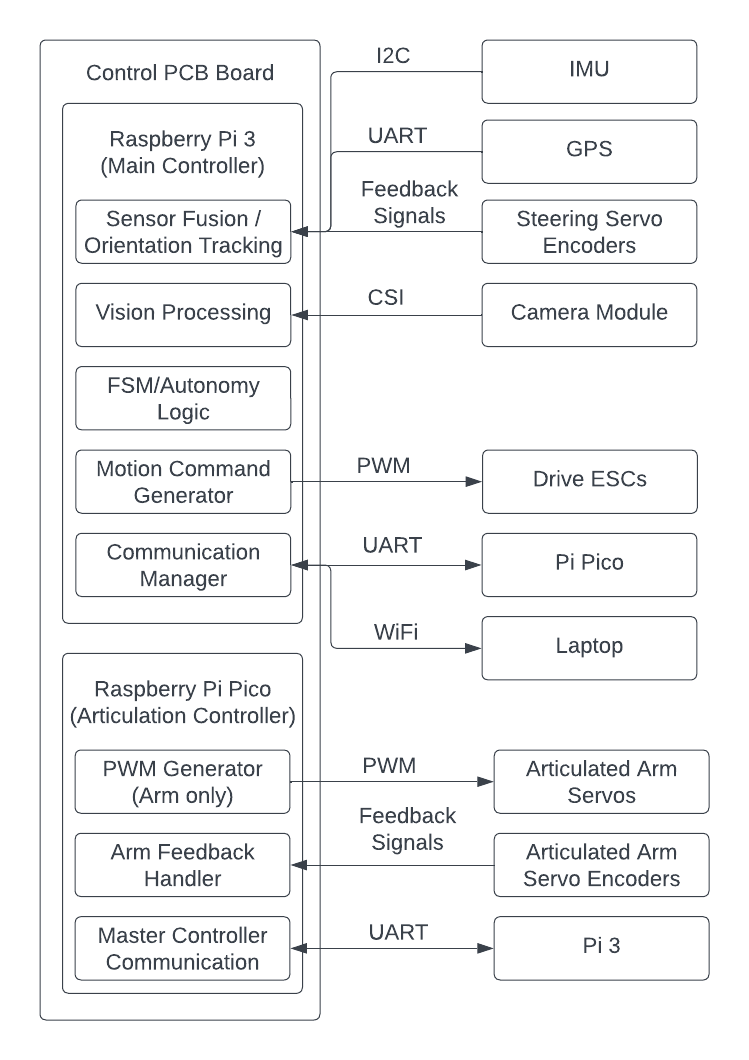 Control PCB Board
Raspberry Pi 3
(Main Controller)
Sensor Fusion /
Orientation Tracking
Vision Processing
FSM/Autonomy
Logic
Motion Command
Generator
Communication
Manager
I2C
IMU
UART
GPS
Feedback
Signals
Steering Servo
Encoders
CSI
Camera Module
PWM
Drive ESCs
UART
Pi Pico
WiFi
Laptop
Raspberry Pi Pico
(Articulation Controller)
PWM Generator
(Arm only)
Arm Feedback
Handler
Master Controller
Communication
PWM
Articulated Arm
Servos
Feedback
Signals
Articulated Arm
Servo Encoders
UART
Pi 3